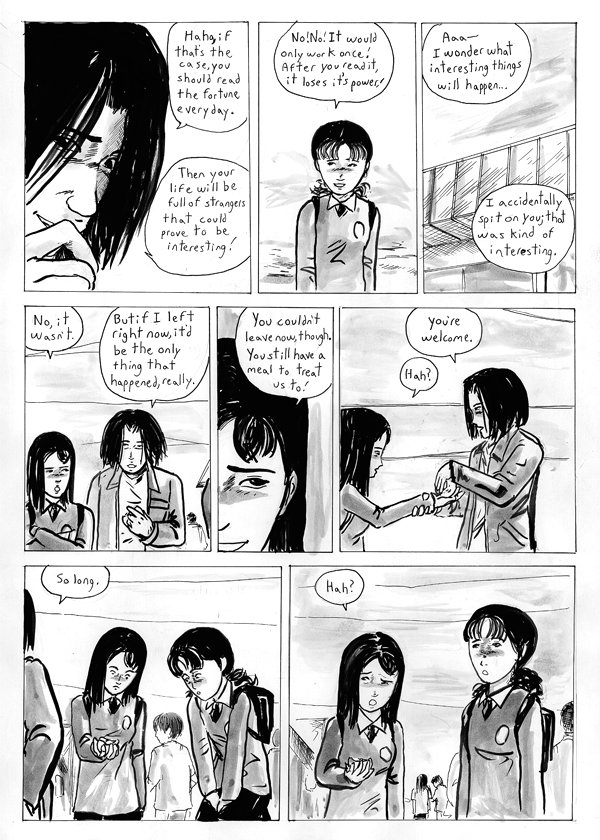 Haha, if
that's the
case, you
should read
the fortune
everyday.
Then your
life will be
full of strangers
that could
prove to be
interesting!
No! No! It would
only work once!
After you read it,
it loses it's power!
Aaa—
I wonder what
interesting things
will happen...
I accidentally
spit on you; that
was kind of
interesting.
No, it
wasn't.
But if I left
right now, it'd
be the only
thing that
happened, really.
You couldn't
leave now, though.
You still have a
meal to treat
us to!
you're
welcome.
Hah?
So long.
Hah?